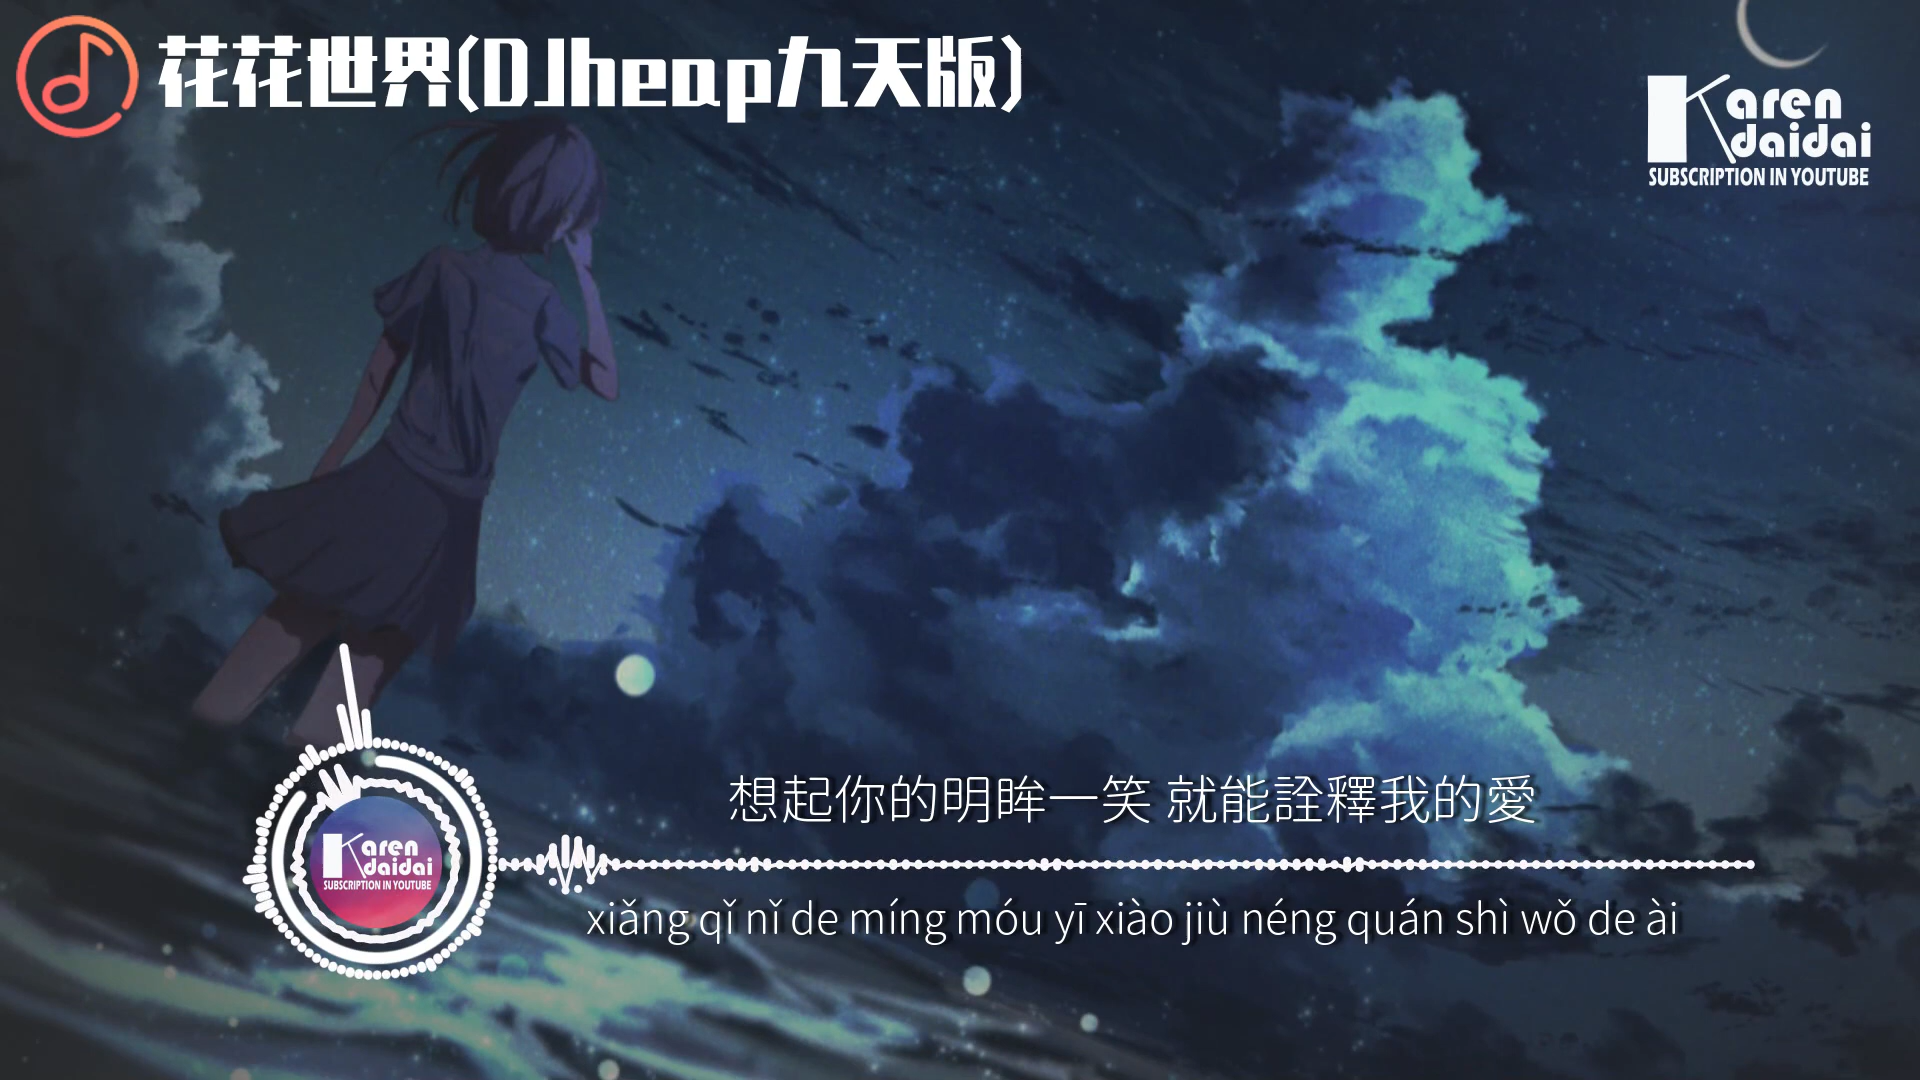 花花世界(DJheap九天版)
Karen
daidai
SUBSCRIPTION IN YOUTUBE
想起你的明眸一笑 就能詮釋我的愛
Karen
daidai
SUBSCRIPTION IN YOUTUBE
xiǎng qǐ nǐ de míng móu yī xiào jiù néng quán shì wǒ de ài